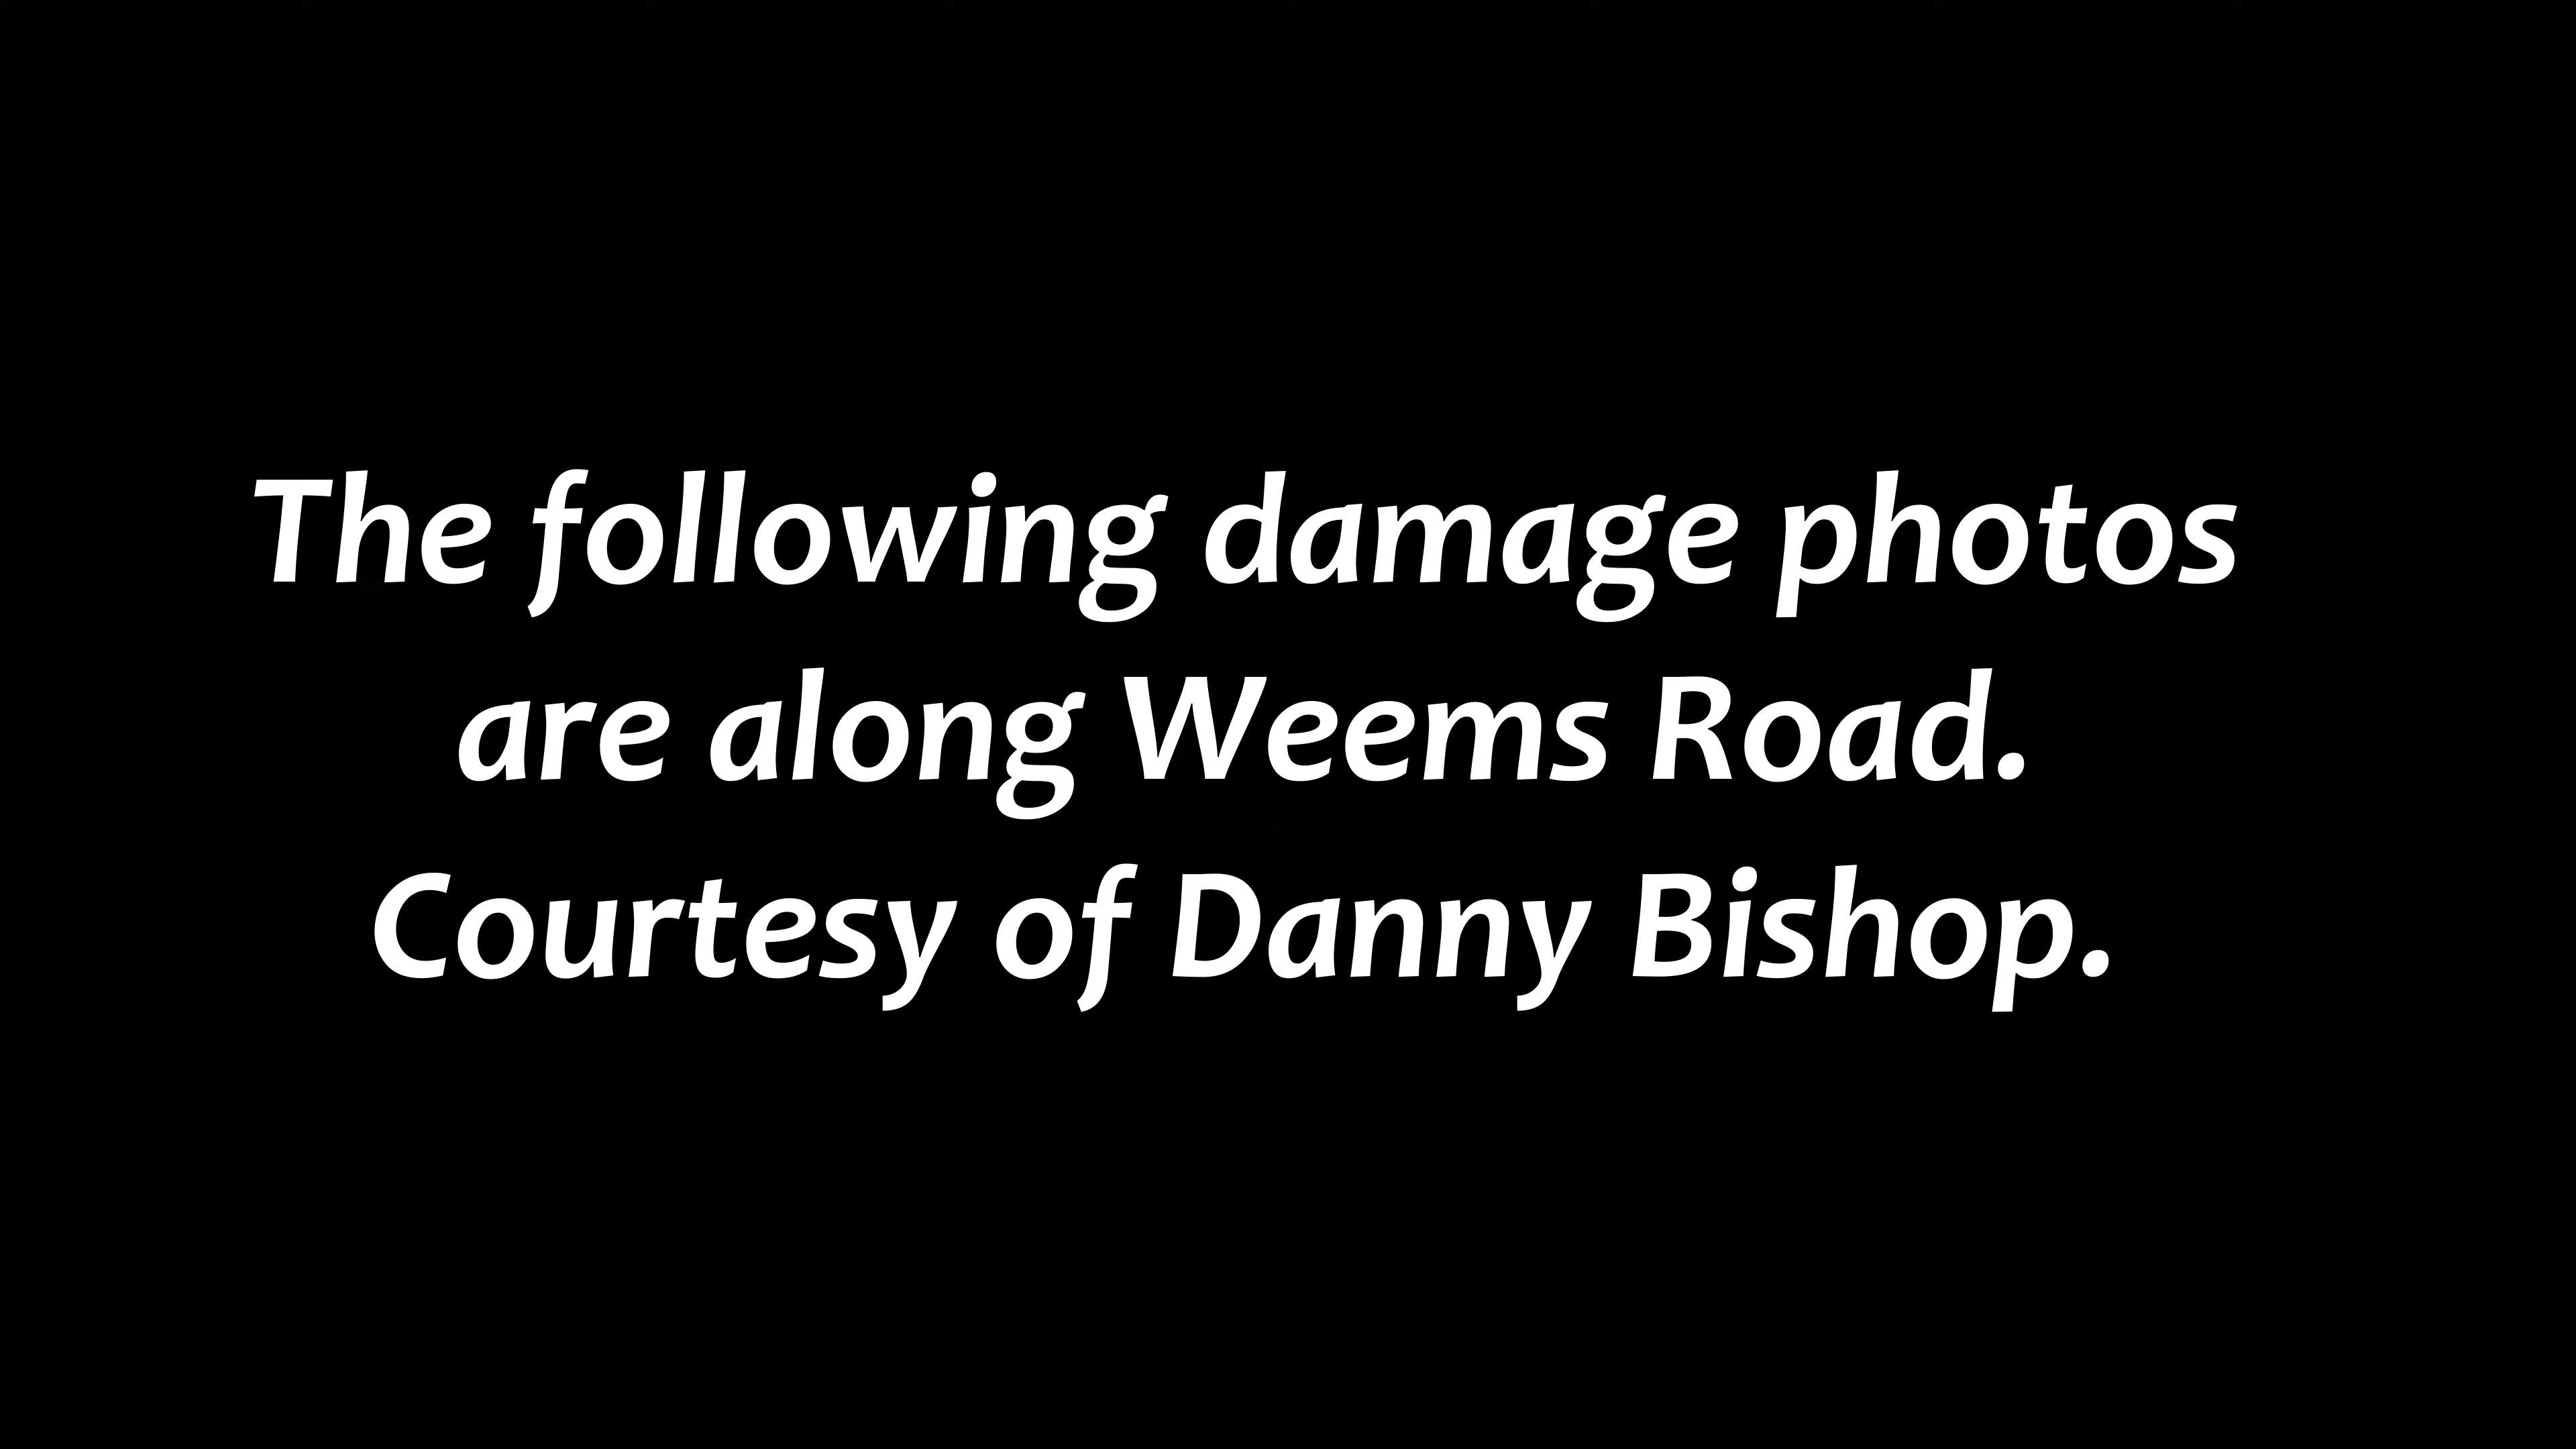 The following damage photos
are along Weems Road.
Courtesy of Danny Bishop.